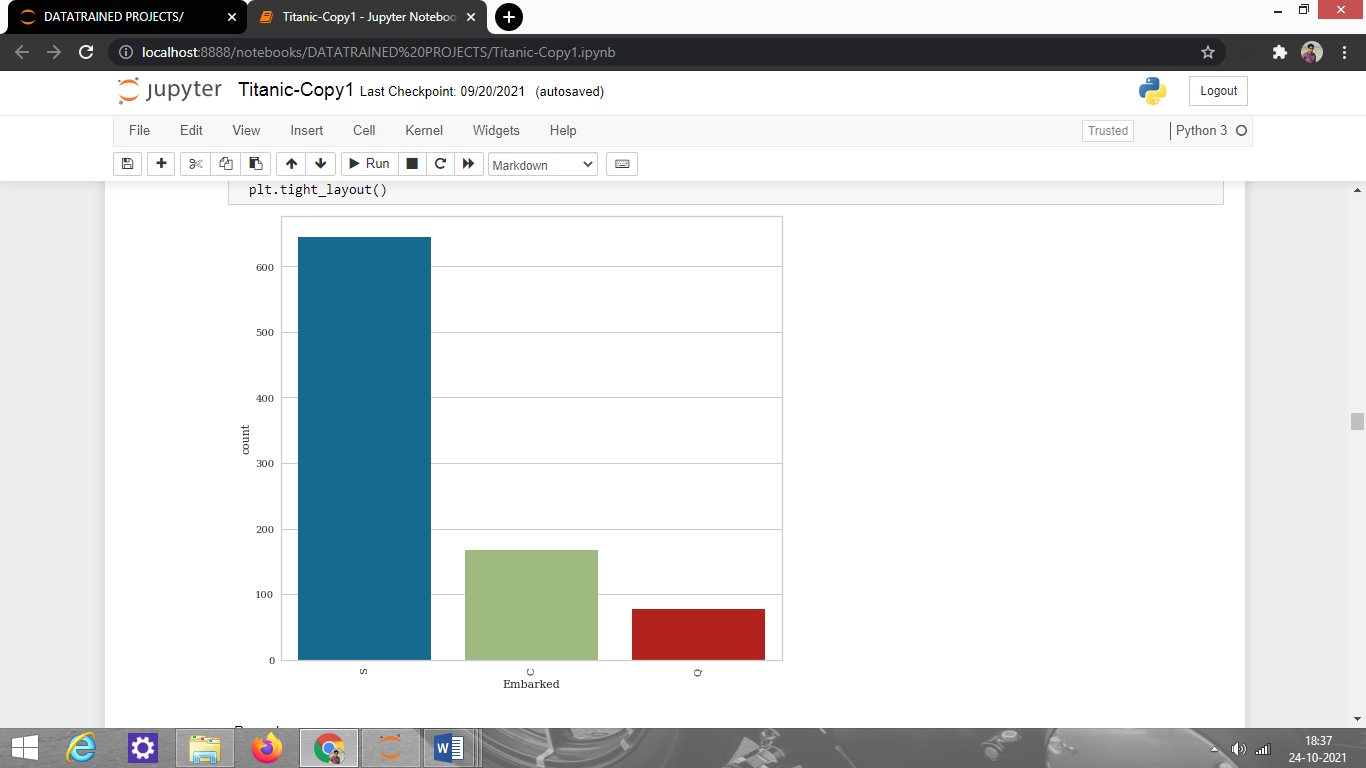 DATATRAINED PROJECTS/
Titanic-Copy1 - Jupyter Noteboo
localhost:8888/notebooks/DATATRAINED%20PROJECTS/Titanic-Copy1.ipynb
jupyter Titanic-Copy1 Last Checkpoint: 09/20/2021 (autosaved)
Logout
File Edit View Insert Cell Kernel Widgets Help
Trusted
Python 3
Run
Markdown
plt.tight_layout()
600
500
400
300
200
100
0
count
S
C
Q
Embarked
18:37
24-10-2021